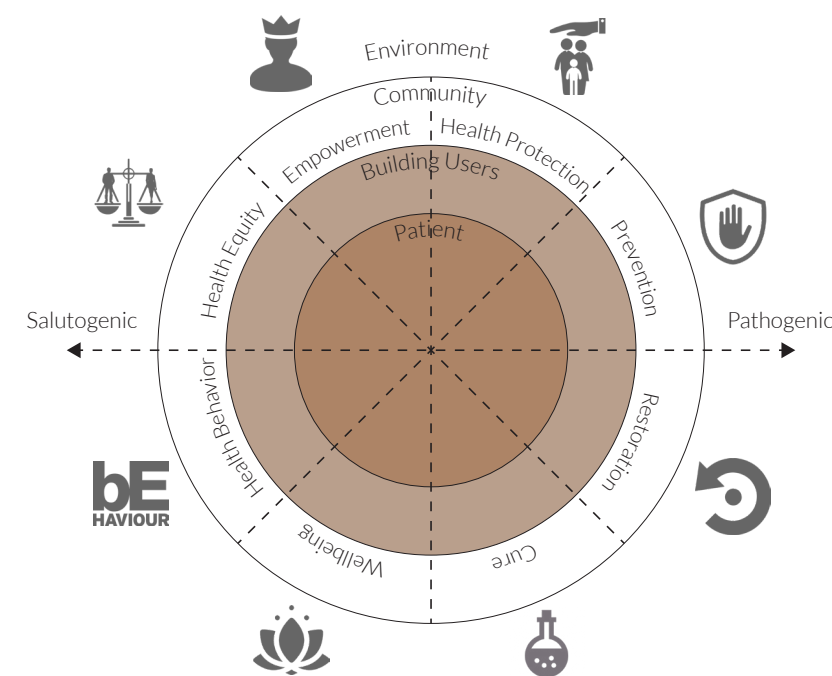 Environment
Community
Empowerment
Health Protection
Building Users
Health Equity
Patient
Prevention
Salutogenic
Pathogenic
Health Behavior
Restoration
bE
HAVIOUR
Wellbeing
Cure